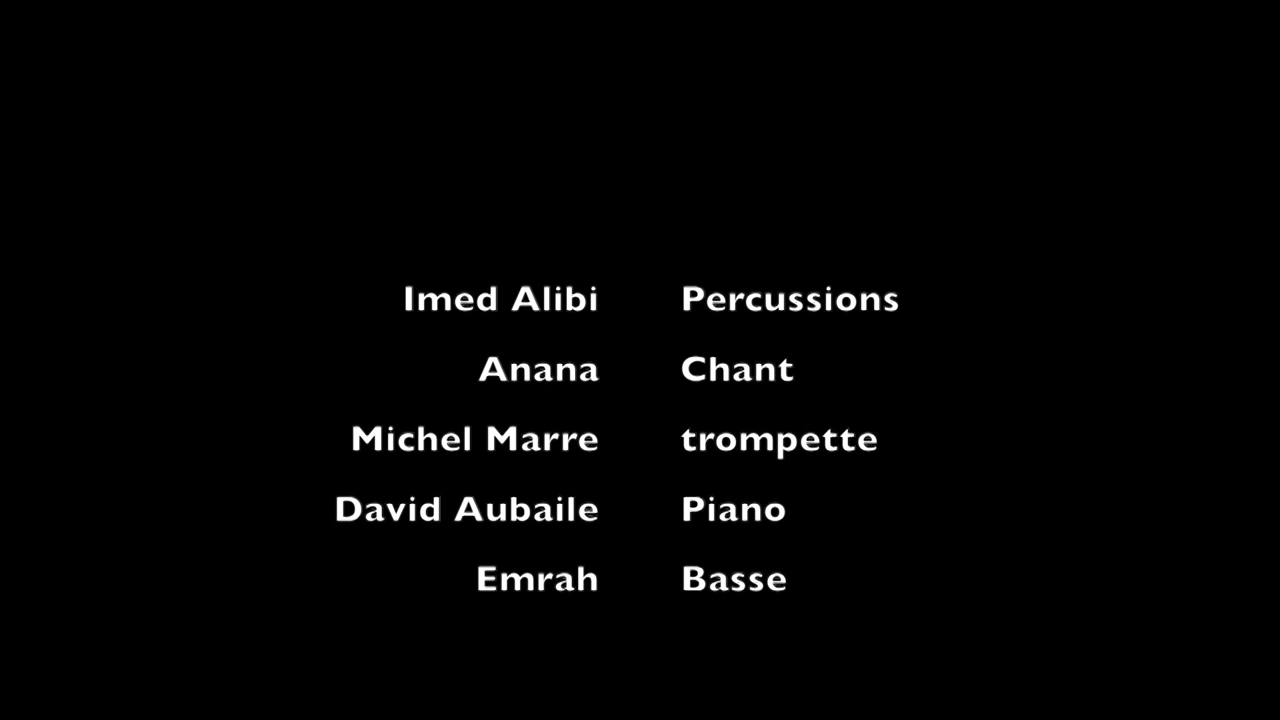 Imed Alibi Percussions
Anana Chant
Michel Marre trompette
David Aubaile Piano
Emrah Basse